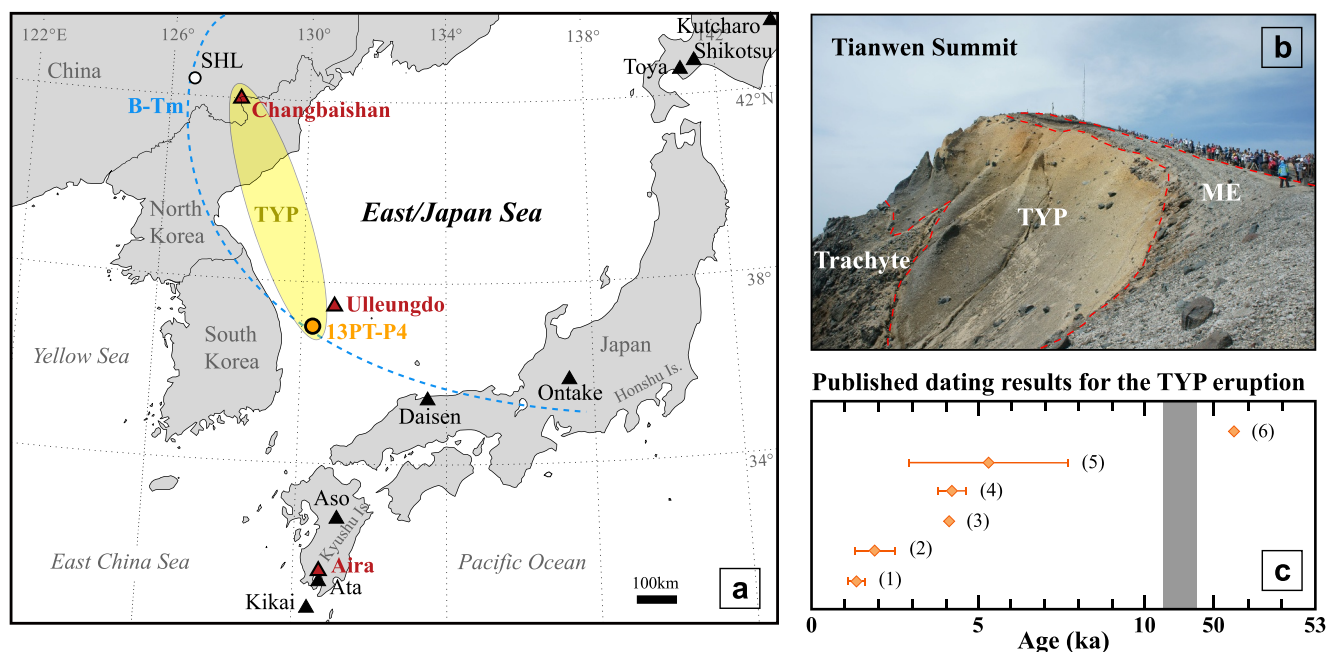 122°E
126°
130°
134°
138°
142°
Kutcharo
Shikotsu
Toya
SHL
China
B-Tm
Changbaishan
42°N
North
Korea
TYP
East/Japan Sea
38°
Ulleungdo
13PT-P4
South
Korea
Yellow Sea
Japan
Honshu Is.
Ontake
Daisen
34°
Aso
Kyushu Is.
East China Sea
Aira
Pacific Ocean
Ata
Kikai
100km
a
Tianwen Summit
b
ME
TYP
Trachyte
Published dating results for the TYP eruption
(6)
(5)
(4)
(3)
(2)
(1)
c
0 5 10 50 53
Age (ka)